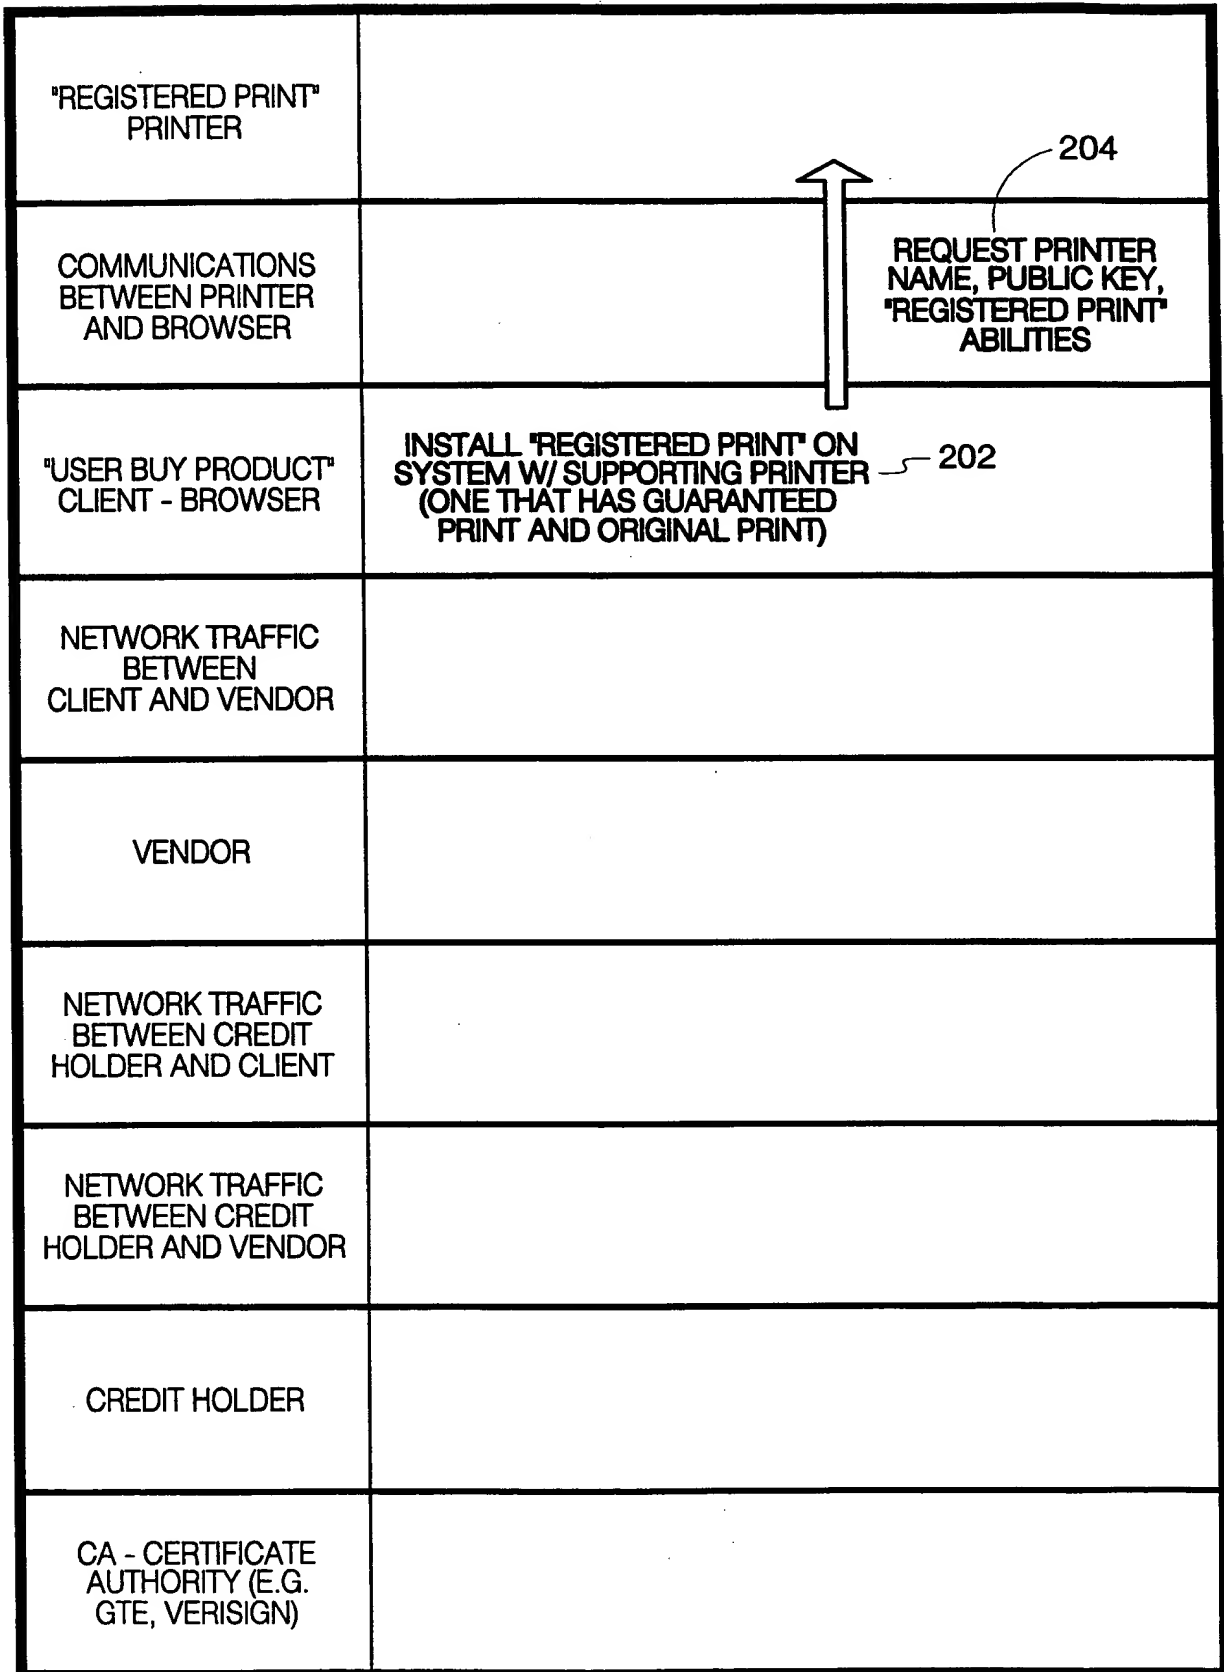 "REGISTERED PRINT"
PRINTER
204
COMMUNICATIONS
BETWEEN PRINTER
AND BROWSER
REQUEST PRINTER
NAME, PUBLIC KEY,
"REGISTERED PRINT"
ABILITIES
"USER BUY PRODUCT"
CLIENT - BROWSER
INSTALL "REGISTERED PRINT" ON
SYSTEM W/ SUPPORTING PRINTER
(ONE THAT HAS GUARANTEED
PRINT AND ORIGINAL PRINT)
202
NETWORK TRAFFIC
BETWEEN
CLIENT AND VENDOR
VENDOR
NETWORK TRAFFIC
BETWEEN CREDIT
HOLDER AND CLIENT
NETWORK TRAFFIC
BETWEEN CREDIT
HOLDER AND VENDOR
CREDIT HOLDER
CA - CERTIFICATE
AUTHORITY (E.G.
GTE, VERISIGN)